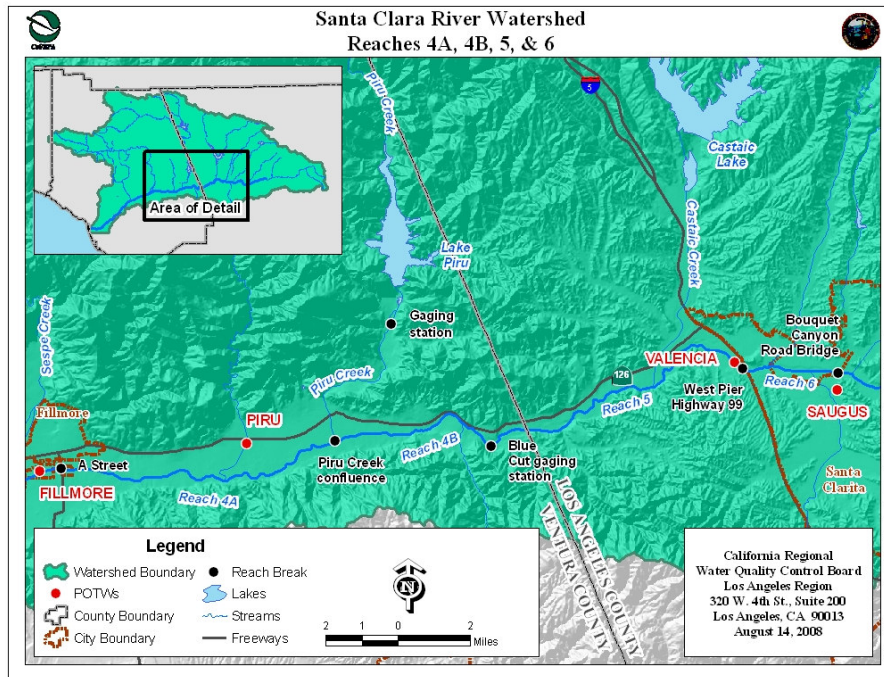 Santa Clara River Watershed
Reaches 4A, 4B, 5, & 6
Area of Detail
Piru Creek
5
Castaic
Lake
Castaic Creek
Lake
Piru
Gaging
station
Sespe Creek
Piru Creek
Bouquet
Canyon
Road Bridge
VALENCIA
126
West Pier
Highway 99
Reach 6
SAUGUS
Reach 5
Fillmore
PIRU
A Street
FILLMORE
Reach 4A
Piru Creek
confluence
Reach 4B
Blue
Cut gaging
station
Santa
Clarita
LOS ANGELES COUNTY
VENTURA COUNTY
Legend
Watershed Boundary
POTWs
County Boundary
City Boundary
Reach Break
Lakes
Streams
Freeways
N
2 1 0 2
Miles
California Regional
Water Quality Control Board
Los Angeles Region
320 W. 4th St., Suite 200
Los Angeles, CA 90013
August 14, 2008